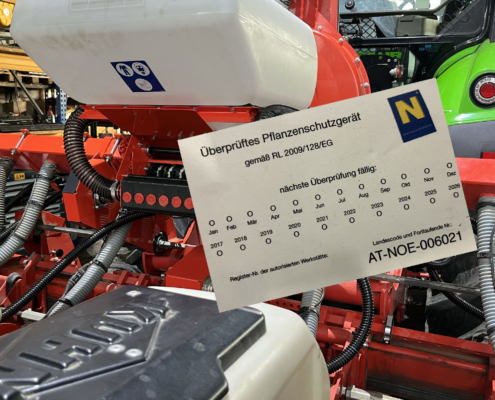 Überprüftes Pflanzenschutzgerät
gemäß RL 2009/128/EG
N
nächste Überprüfung fällig:
Jan Feb Mär Apr Mai Jun Jul Aug Sep Okt Nov Dez
2017 2018 2019 2020 2021 2022 2023 2024 2025 2026
Landescode und Fortlaufende Nr.:
Register-Nr. der autorisierten Werkstätte:
AT-NOE-006021